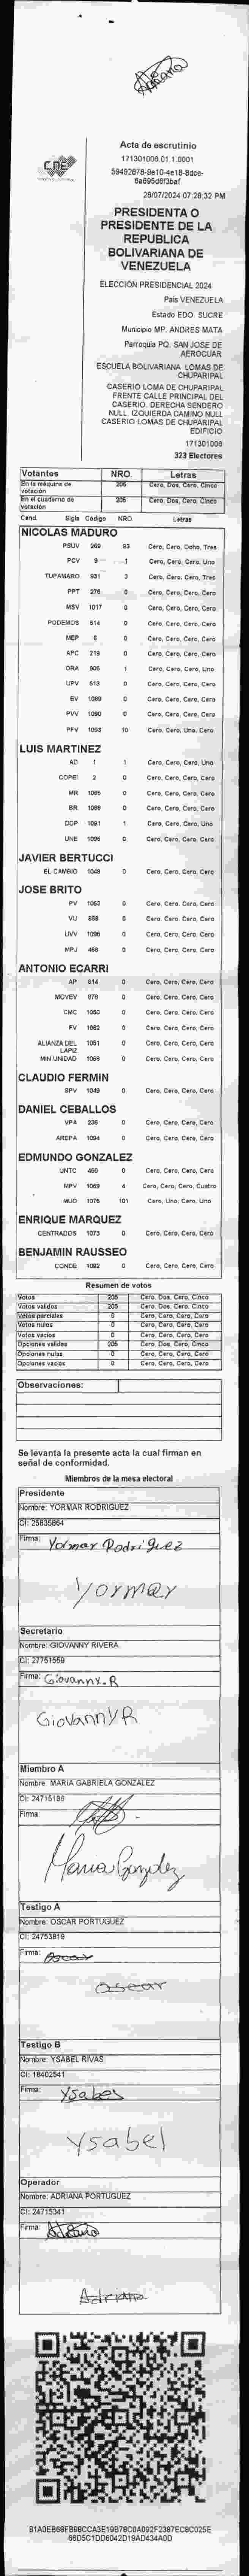 Adriana
CNE
Acta de escrutinio
171301006.01.1.0001
28/07/2024 07:28:32 PM
PRESIDENTA O
PRESIDENTE DE LA
REPUBLICA
BOLIVARIANA DE
VENEZUELA
ELECCIÓN PRESIDENCIAL 2024
País VENEZUELA
Estado EDO. SUCRE
Municipio MP. ANDRES MATA
Parroquia PQ. SAN JOSE DE
AEROCUAR
ESCUELA BOLIVARIANA LOMAS DE
CHUPARIPAL
CASERIO LOMA DE CHUPARIPAL
FRENTE CALLE PRINCIPAL DEL
CASERIO. DERECHA SENDERO
NULL. IZQUIERDA CAMINO NULL
CASERIO LOMAS DE CHUPARIPAL
EDIFICIO
171301006
323 Electores
Votantes NRO. Letras
En la máquina de votación 205 Cero, Dos, Cero, Cinco
En el cuaderno de votación 205 Cero, Dos, Cero, Cinco
Cand. Sigla Código NRO. Letras
NICOLAS MADURO
PSUV 269 83 Cero, Cero, Ocho, Tres
PCV 9 1 Cero, Cero, Cero, Uno
TUPAMARO 931 3 Cero, Cero, Cero, Tres
PPT 276 0 Cero, Cero, Cero, Cero
MSV 1017 0 Cero, Cero, Cero, Cero
PODEMOS 514 0 Cero, Cero, Cero, Cero
MEP 6 0 Cero, Cero, Cero, Cero
APC 219 0 Cero, Cero, Cero, Cero
ORA 906 1 Cero, Cero, Cero, Uno
UPV 513 0 Cero, Cero, Cero, Cero
EV 1089 0 Cero, Cero, Cero, Cero
PVV 1090 0 Cero, Cero, Cero, Cero
PFV 1093 10 Cero, Cero, Uno, Cero
LUIS MARTINEZ
AD 1 1 Cero, Cero, Cero, Uno
COPEI 2 0 Cero, Cero, Cero, Cero
MR 1065 0 Cero, Cero, Cero, Cero
BR 1068 0 Cero, Cero, Cero, Cero
DDP 1091 1 Cero, Cero, Cero, Uno
UNE 1095 0 Cero, Cero, Cero, Cero
JAVIER BERTUCCI
EL CAMBIO 1048 0 Cero, Cero, Cero, Cero
JOSE BRITO
PV 1053 0 Cero, Cero, Cero, Cero
VU 868 0 Cero, Cero, Cero, Cero
UVV 1096 0 Cero, Cero, Cero, Cero
MPJ 458 0 Cero, Cero, Cero, Cero
ANTONIO ECARRI
AP 814 0 Cero, Cero, Cero, Cero
MOVEV 978 0 Cero, Cero, Cero, Cero
CMC 1050 0 Cero, Cero, Cero, Cero
FV 1062 0 Cero, Cero, Cero, Cero
ALIANZA DEL LAPIZ 1051 0 Cero, Cero, Cero, Cero
MIN UNIDAD 1069 0 Cero, Cero, Cero, Cero
CLAUDIO FERMIN
SPV 1049 0 Cero, Cero, Cero, Cero
DANIEL CEBALLOS
VPA 236 0 Cero, Cero, Cero, Cero
AREPA 1094 0 Cero, Cero, Cero, Cero
EDMUNDO GONZALEZ
UNTC 460 0 Cero, Cero, Cero, Cero
MPV 1069 4 Cero, Cero, Cero, Cuatro
MUD 1076 101 Cero, Uno, Cero, Uno
ENRIQUE MARQUEZ
CENTRADOS 1073 0 Cero, Cero, Cero, Cero
BENJAMIN RAUSSEO
CONDE 1092 0 Cero, Cero, Cero, Cero
Resumen de votos
Votos 205 Cero, Dos, Cero, Cinco
Votos validos 205 Cero, Dos, Cero, Cinco
Votos parciales 0 Cero, Cero, Cero, Cero
Votos nulos 0 Cero, Cero, Cero, Cero
Votos vacios 0 Cero, Cero, Cero, Cero
Opciones validas 205 Cero, Dos, Cero, Cinco
Opciones nulas 0 Cero, Cero, Cero, Cero
Opciones vacías 0 Cero, Cero, Cero, Cero
Observaciones:
Se levanta la presente acta la cual firman en
señal de conformidad.
Miembros de la mesa electoral
Presidente
Nombre: YORMAR RODRIGUEZ
CI: 25835864
Firma: Yolmar Rodriguez
Yormar
Secretario
Nombre: GIOVANNY RIVERA
CI: 27751559
Firma: Giovanny.R
Giovanny R
Miembro A
Nombre: MARIA GABRIELA GONZALEZ
CI: 24715186
Firma:
Maria González
Testigo A
Nombre: OSCAR PORTUGUEZ
CI: 24753819
Firma: Oscar
Oscar
Testigo B
Nombre: YSABEL RIVAS
CI: 18402541
Firma: Ysabel
Ysabel
Operador
Nombre: ADRIANA PORTUGUEZ
CI: 24715341
Firma: Adriana
Adriana